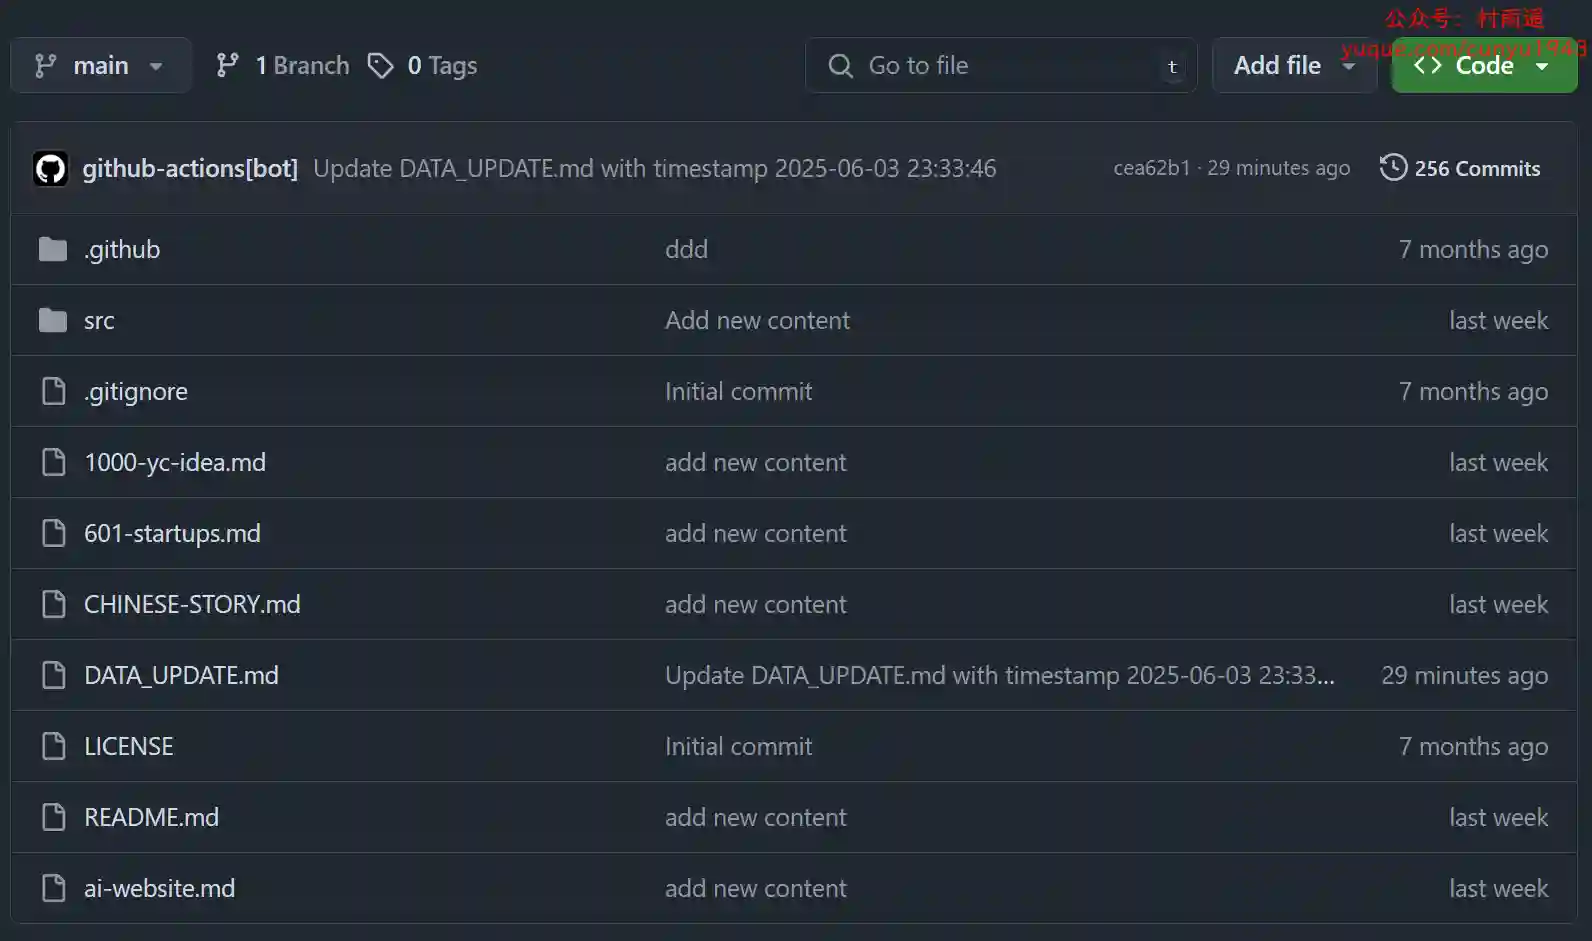 公众号：村雨遥
yuque.com/cunyu1943
main
1 Branch
0 Tags
Go to file
t
Add file
Code
github-actions[bot] Update DATA_UPDATE.md with timestamp 2025-06-03 23:33:46 cea62b1 · 29 minutes ago 256 Commits
.github ddd 7 months ago
src Add new content last week
.gitignore Initial commit 7 months ago
1000-yc-idea.md add new content last week
601-startups.md add new content last week
CHINESE-STORY.md add new content last week
DATA_UPDATE.md Update DATA_UPDATE.md with timestamp 2025-06-03 23:33... 29 minutes ago
LICENSE Initial commit 7 months ago
README.md add new content last week
ai-website.md add new content last week